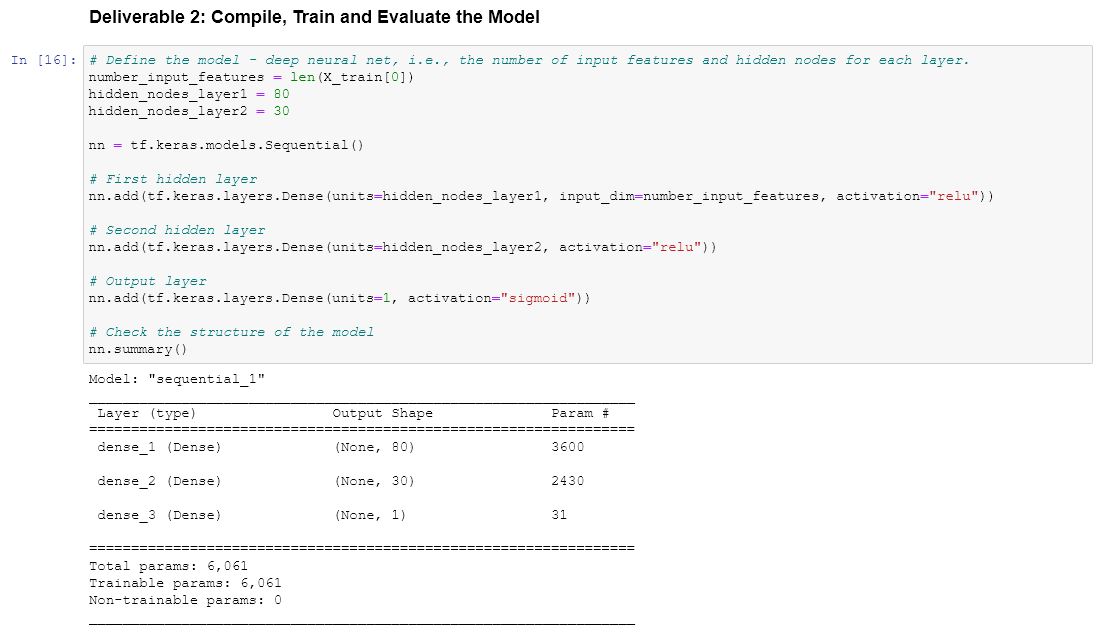 Deliverable 2: Compile, Train and Evaluate the Model
In [16]: # Define the model - deep neural net, i.e., the number of input features and hidden nodes for each layer.
number_input_features = len(X_train[0])
hidden_nodes_layer1 = 80
hidden_nodes_layer2 = 30
nn = tf.keras.models.Sequential()
# First hidden layer
nn.add(tf.keras.layers.Dense(units=hidden_nodes_layer1, input_dim=number_input_features, activation="relu"))
# Second hidden layer
nn.add(tf.keras.layers.Dense(units=hidden_nodes_layer2, activation="relu"))
# Output layer
nn.add(tf.keras.layers.Dense(units=1, activation="sigmoid"))
# Check the structure of the model
nn.summary()
Model: "sequential_1"
Layer (type) Output Shape Param #
dense_1 (Dense) (None, 80) 3600
dense_2 (Dense) (None, 30) 2430
dense_3 (Dense) (None, 1) 31
Total params: 6,061
Trainable params: 6,061
Non-trainable params: 0